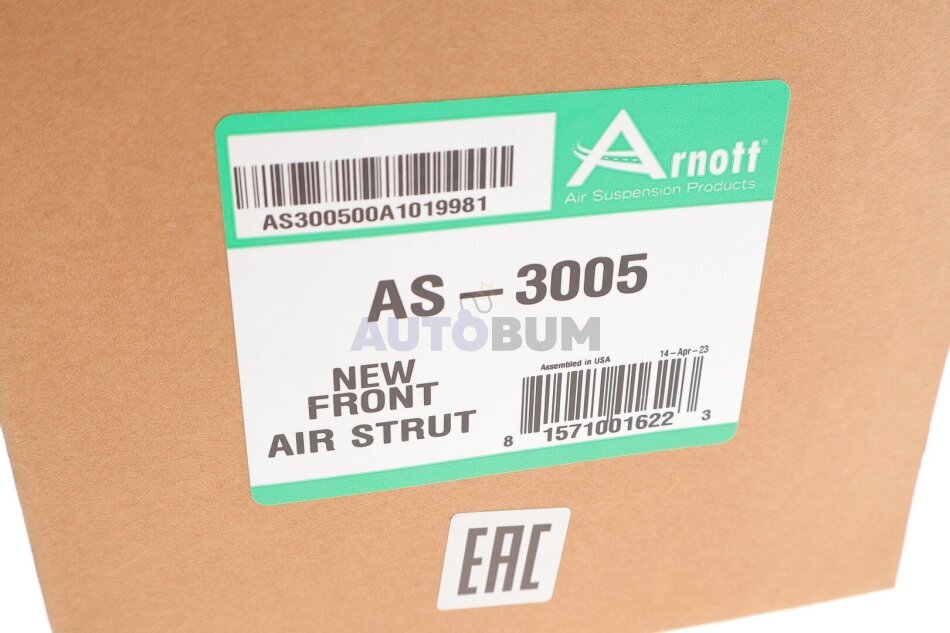 Arnott®
Air Suspension Products
AS300500A1019981
AS-3005
AUTOBUM
NEW
FRONT
AIR STRUT
14-Apr-23
Assembled in USA
8 1571001622 3
EAC